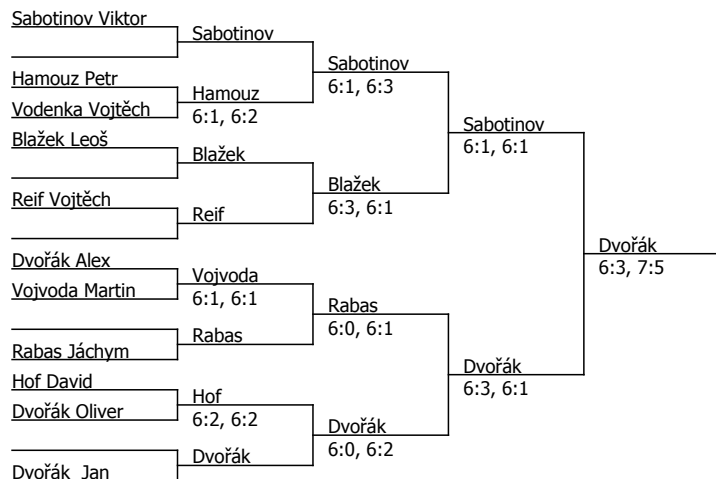 Sabotinov Viktor
Sabotinov
Sabotinov
6:1, 6:3
Hamouz Petr
Hamouz
6:1, 6:2
Vodenka Vojtěch
Sabotinov
6:1, 6:1
Blažek Leoš
Blažek
Blažek
6:3, 6:1
Reif Vojtěch
Reif
Dvořák
6:3, 7:5
Dvořák Alex
Vojvoda
6:1, 6:1
Vojvoda Martin
Rabas
6:0, 6:1
Rabas
Rabas Jáchym
Dvořák
6:3, 6:1
Hof David
Hof
6:2, 6:2
Dvořák Oliver
Dvořák
6:0, 6:2
Dvořák
Dvořák  Jan